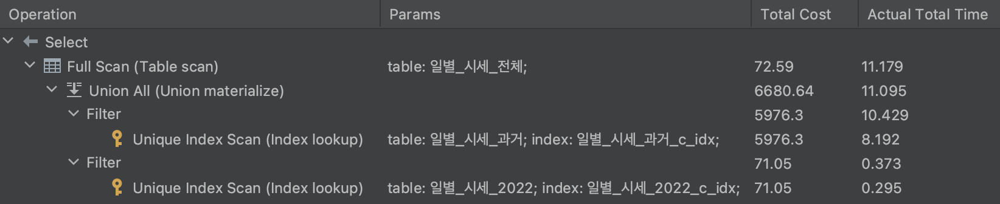 Operation Params Total Cost Actual Total Time
Select
Full Scan (Table scan) table: 일별_시세_전체; 72.59 11.179
Union All (Union materialize) 6680.64 11.095
Filter 5976.3 10.429
Unique Index Scan (Index lookup) table: 일별_시세_과거; index: 일별_시세_과거_c_idx; 5976.3 8.192
Filter 71.05 0.373
Unique Index Scan (Index lookup) table: 일별_시세_2022; index: 일별_시세_2022_c_idx; 71.05 0.295